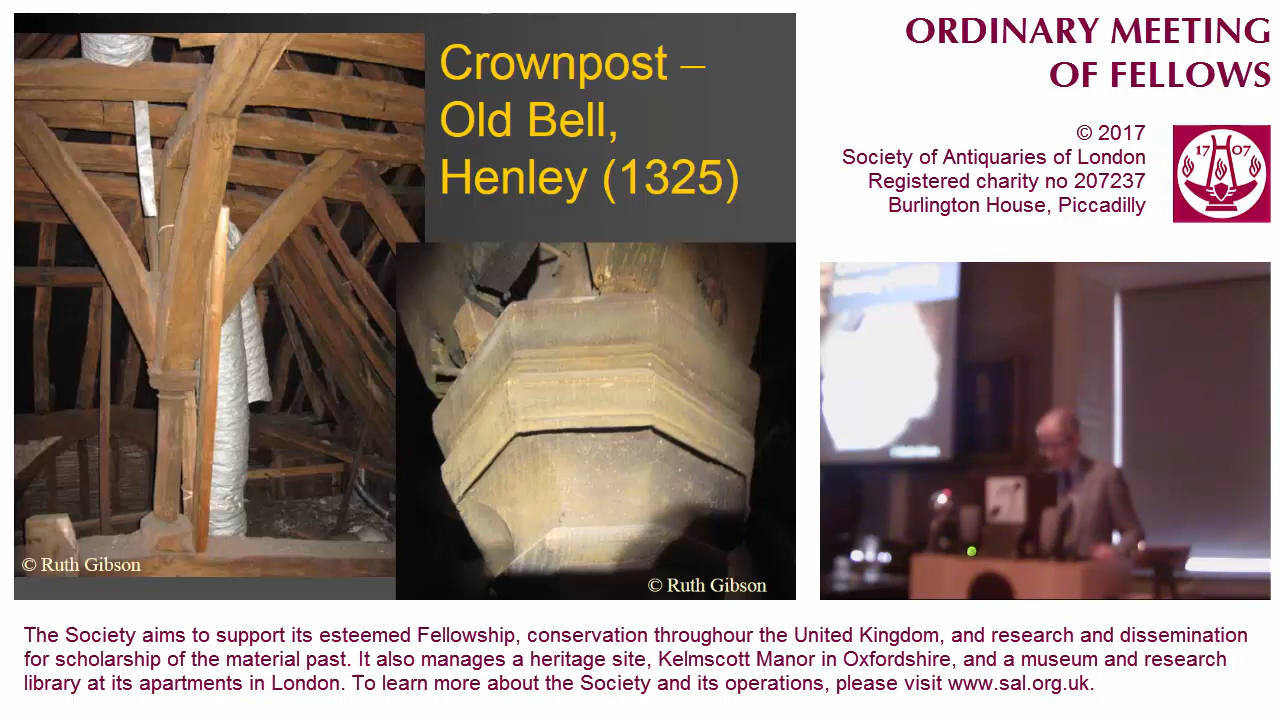 Crownpost –
Old Bell,
Henley (1325)
© Ruth Gibson
© Ruth Gibson
ORDINARY MEETING
OF FELLOWS
© 2017
Society of Antiquaries of London
Registered charity no 207237
Burlington House, Piccadilly
17 07
The Society aims to support its esteemed Fellowship, conservation throughour the United Kingdom, and research and dissemination
for scholarship of the material past. It also manages a heritage site, Kelmscott Manor in Oxfordshire, and a museum and research
library at its apartments in London. To learn more about the Society and its operations, please visit www.sal.org.uk.